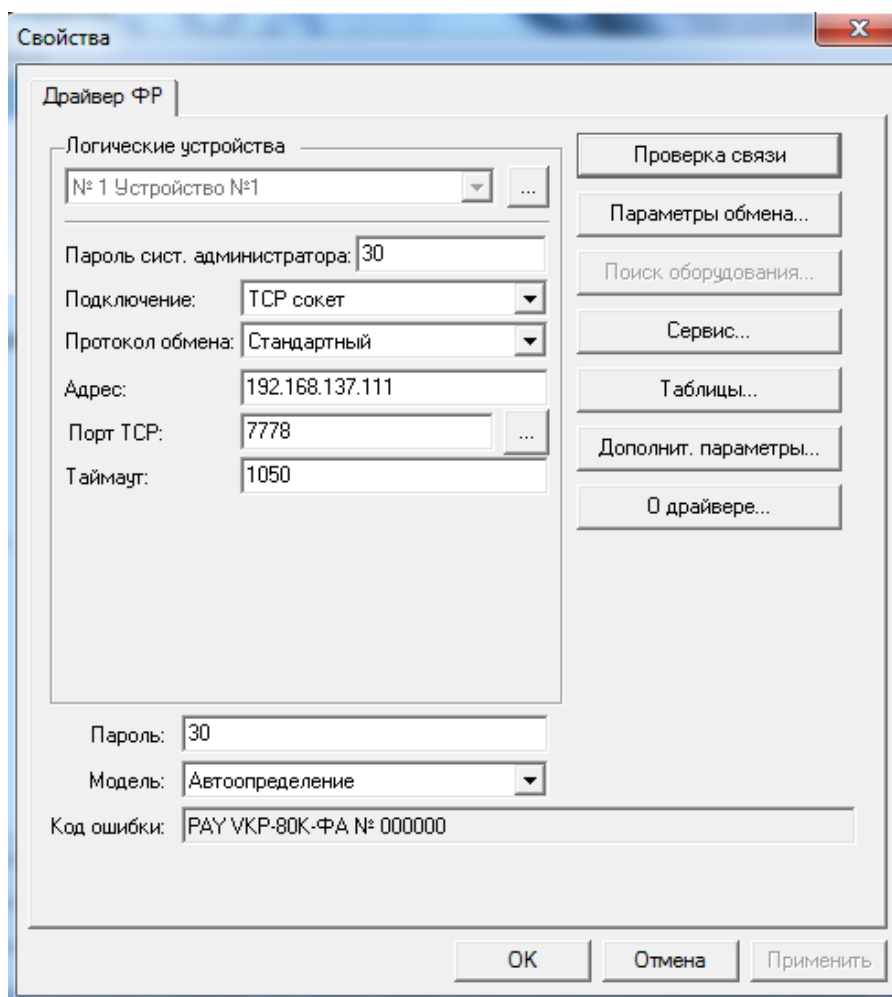 Свойства
Драйвер ФР
Логические устройства
№ 1 Устройство №1
...
Пароль сист. администратора: 30
Подключение: TCP сокет
Протокол обмена: Стандартный
Адрес: 192.168.137.111
Порт TCP: 7778
...
Таймаут: 1050
Проверка связи
Параметры обмена...
Поиск оборудования...
Сервис...
Таблицы...
Дополнит. параметры...
О драйвере...
Пароль: 30
Модель: Автоопределение
Код ошибки: PAY VKP-80K-ФА № 000000
OK
Отмена
Применить